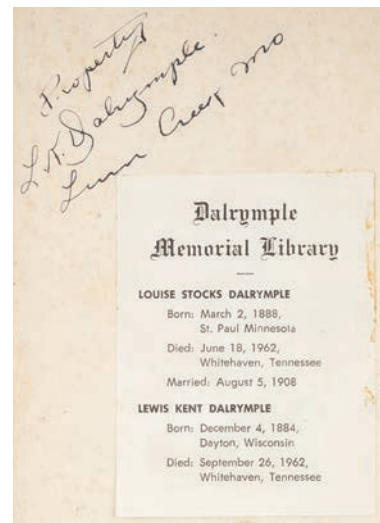 Property
L.K. Dalrymple.
Linn Creek Mo
Dalrymple
Memorial Library
LOUISE STOCKS DALRYMPLE
Born: March 2, 1888,
St. Paul Minnesota
Died: June 18, 1962,
Whitehaven, Tennessee
Married: August 5, 1908
LEWIS KENT DALRYMPLE
Born: December 4, 1884,
Dayton, Wisconsin
Died: September 26, 1962,
Whitehaven, Tennessee